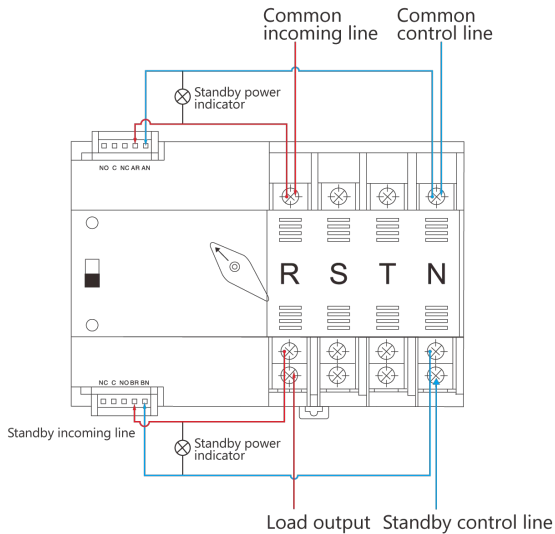 Common
incoming line
Common
control line
Standby power
indicator
NO C NC AR AN
R S T N
NC C NO BR BN
Standby incoming line
Standby power
indicator
Load output
Standby control line